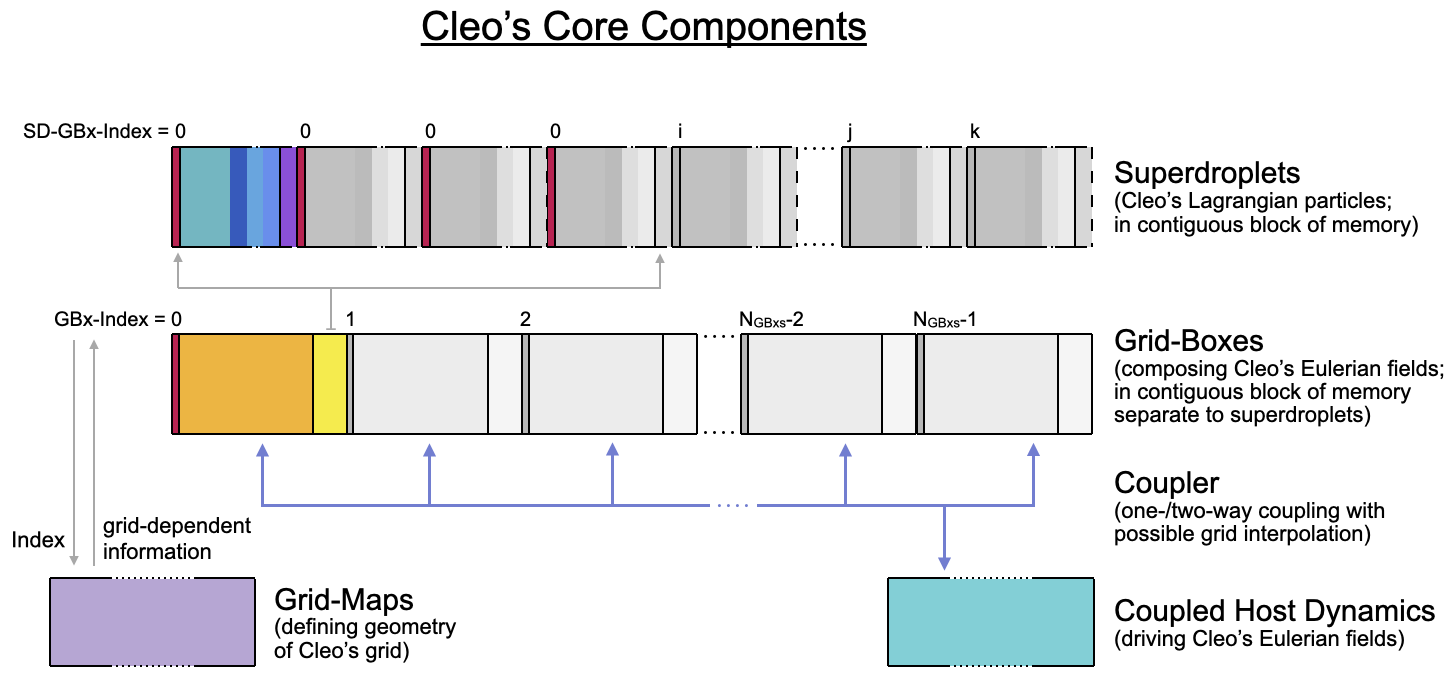 Cleo's Core Components
SD-GBx-Index = 0 0 0 0 i j k
Superdroplets
(Cleo's Lagrangian particles;
in contiguous block of memory)
GBx-Index = 0 1 2 NGBxs-2 NGBxs-1
Grid-Boxes
(composing Cleo's Eulerian fields;
in contiguous block of memory
separate to superdroplets)
Coupler
(one-/two-way coupling with
possible grid interpolation)
Index
grid-dependent
information
Grid-Maps
(defining geometry
of Cleo's grid)
Coupled Host Dynamics
(driving Cleo's Eulerian fields)